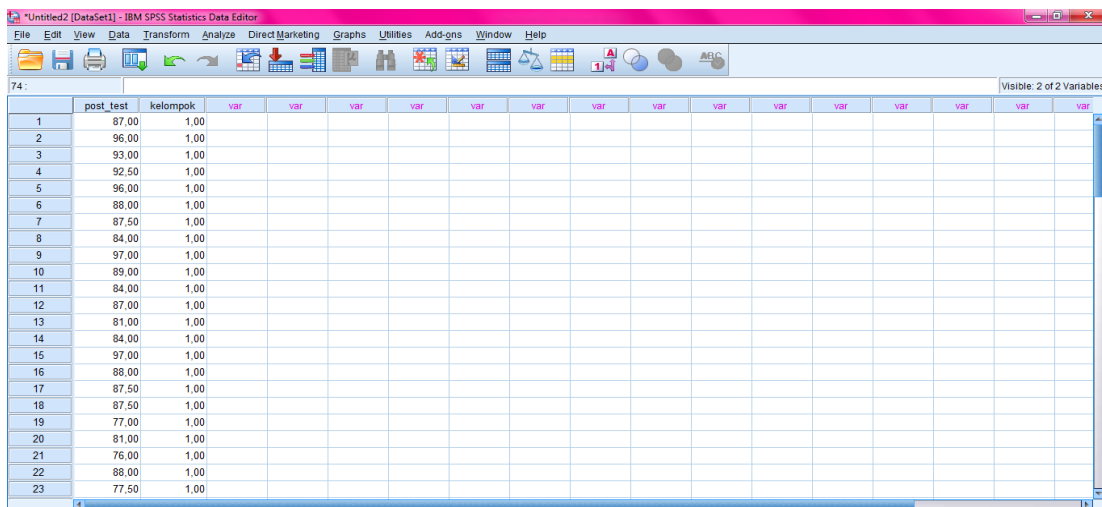 *Untitled2 [DataSet1] - IBM SPSS Statistics Data Editor
File Edit View Data Transform Analyze Direct Marketing Graphs Utilities Add-ons Window Help
74 :
Visible: 2 of 2 Variables
post_test kelompok var var var var var var var var var var var var var var var var
1 87,00 1,00
2 96,00 1,00
3 93,00 1,00
4 92,50 1,00
5 96,00 1,00
6 88,00 1,00
7 87,50 1,00
8 84,00 1,00
9 97,00 1,00
10 89,00 1,00
11 84,00 1,00
12 87,00 1,00
13 81,00 1,00
14 84,00 1,00
15 97,00 1,00
16 88,00 1,00
17 87,50 1,00
18 87,50 1,00
19 77,00 1,00
20 81,00 1,00
21 76,00 1,00
22 88,00 1,00
23 77,50 1,00